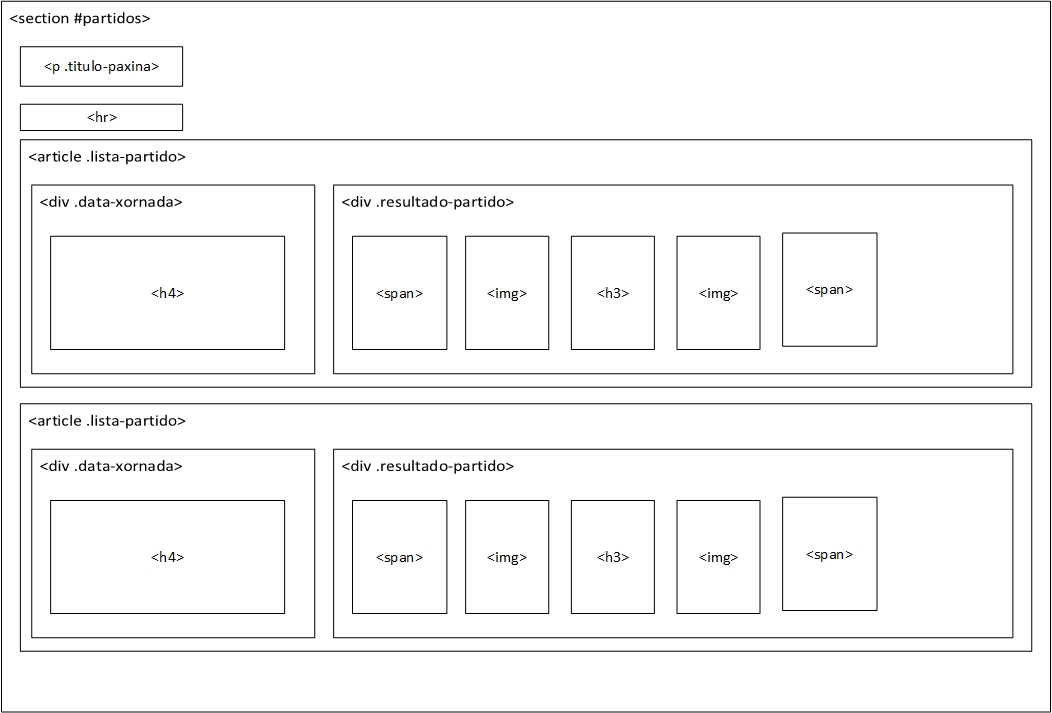 <section #partidos>
<p .titulo-paxina>
<hr>
<article .lista-partido>
<div .data-xornada>
<h4>
<div .resultado-partido>
<span>
<img>
<h3>
<img>
<span>
<article .lista-partido>
<div .data-xornada>
<h4>
<div .resultado-partido>
<span>
<img>
<h3>
<img>
<span>